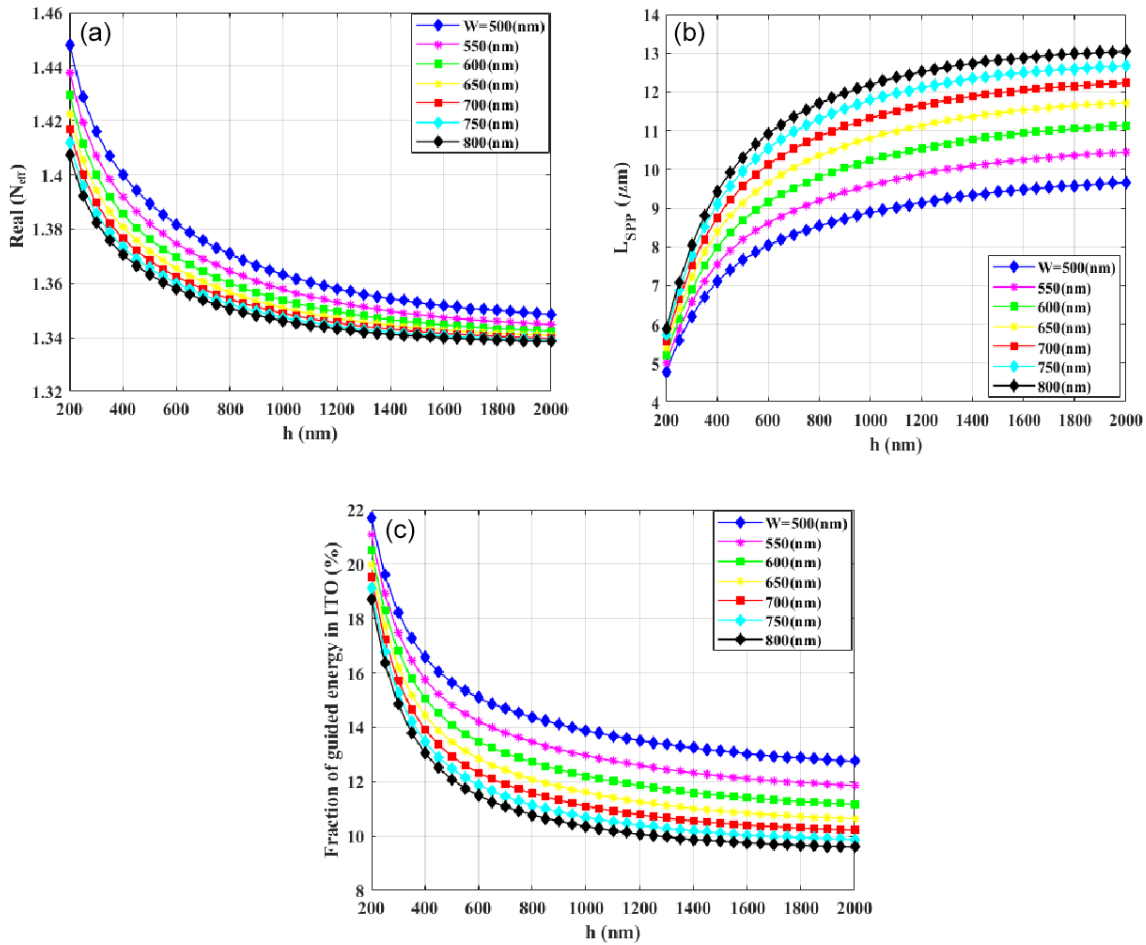 (a)
1.46
1.44
1.42
1.4
1.38
1.36
1.34
1.32
Real (Neff)
200 400 600 800 1000 1200 1400 1600 1800 2000
h (nm)
W=500(nm)
550(nm)
600(nm)
650(nm)
700(nm)
750(nm)
800(nm)
(b)
14
13
12
11
10
9
8
7
6
5
4
LSPP (μm)
200 400 600 800 1000 1200 1400 1600 1800 2000
h (nm)
W=500(nm)
550(nm)
600(nm)
650(nm)
700(nm)
750(nm)
800(nm)
(c)
22
20
18
16
14
12
10
8
Fraction of guided energy in ITO (%)
200 400 600 800 1000 1200 1400 1600 1800 2000
h (nm)
W=500(nm)
550(nm)
600(nm)
650(nm)
700(nm)
750(nm)
800(nm)